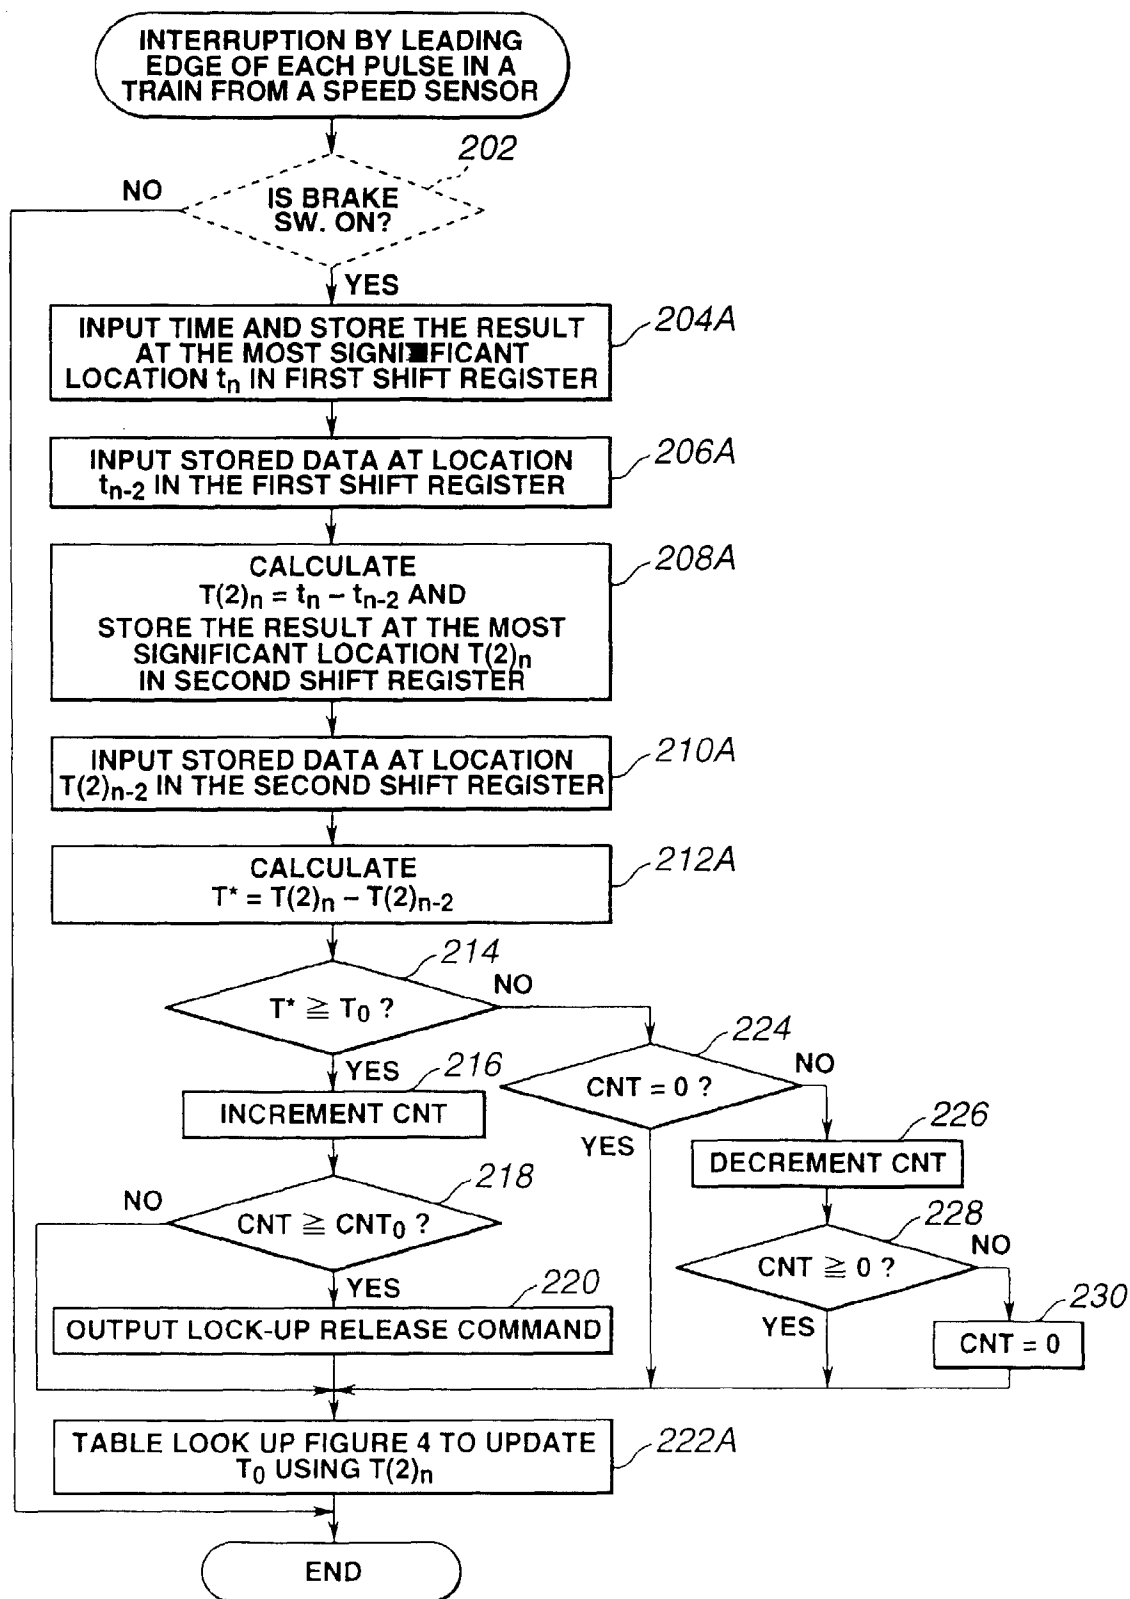 INTERRUPTION BY LEADING
EDGE OF EACH PULSE IN A
TRAIN FROM A SPEED SENSOR
202
NO
IS BRAKE
SW. ON?
YES
204A
INPUT TIME AND STORE THE RESULT
AT THE MOST SIGNIFICANT
LOCATION tn IN FIRST SHIFT REGISTER
206A
INPUT STORED DATA AT LOCATION
tn-2 IN THE FIRST SHIFT REGISTER
208A
CALCULATE
T(2)n = tn – tn-2 AND
STORE THE RESULT AT THE MOST
SIGNIFICANT LOCATION T(2)n
IN SECOND SHIFT REGISTER
210A
INPUT STORED DATA AT LOCATION
T(2)n-2 IN THE SECOND SHIFT REGISTER
212A
CALCULATE
T* = T(2)n – T(2)n-2
214
NO
T* ≧ T0 ?
YES
224
NO
CNT = 0 ?
YES
216
INCREMENT CNT
226
DECREMENT CNT
218
NO
CNT ≧ CNT0 ?
YES
228
NO
CNT ≧ 0 ?
YES
220
OUTPUT LOCK-UP RELEASE COMMAND
230
CNT = 0
222A
TABLE LOOK UP FIGURE 4 TO UPDATE
T0 USING T(2)n
END